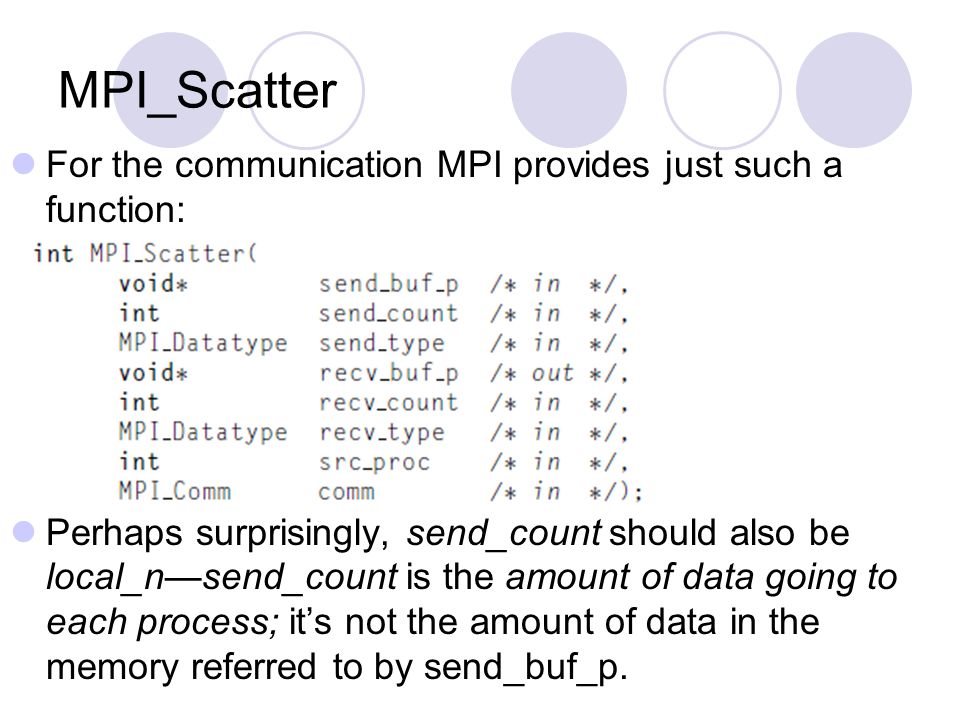 MPI_Scatter
For the communication MPI provides just such a
function:
int MPI_Scatter(
void* send_buf_p /* in */,
int send_count /* in */,
MPI_Datatype send_type /* in */,
void* recv_buf_p /* out */,
int recv_count /* in */,
MPI_Datatype recv_type /* in */,
int src_proc /* in */,
MPI_Comm comm /* in */);
Perhaps surprisingly, send_count should also be
local_n—send_count is the amount of data going to
each process; it’s not the amount of data in the
memory referred to by send_buf_p.